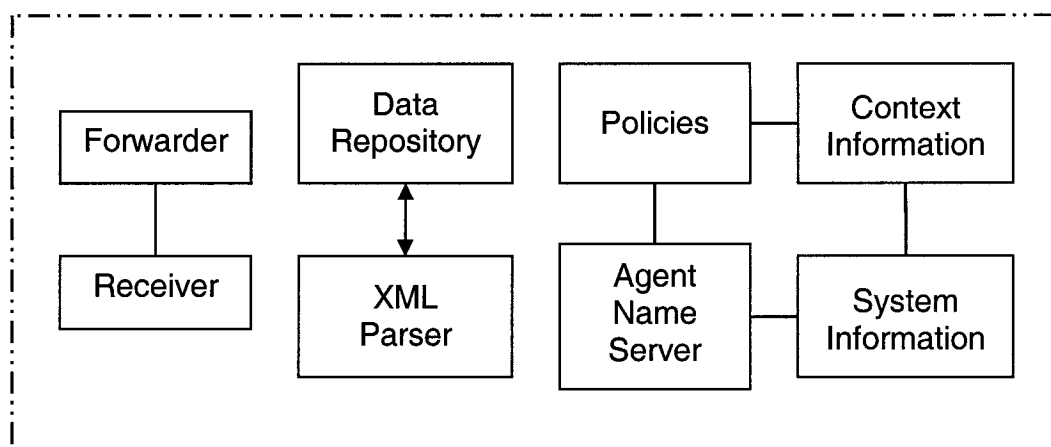 Forwarder
Receiver
Data
Repository
XML
Parser
Policies
Context
Information
Agent
Name
Server
System
Information